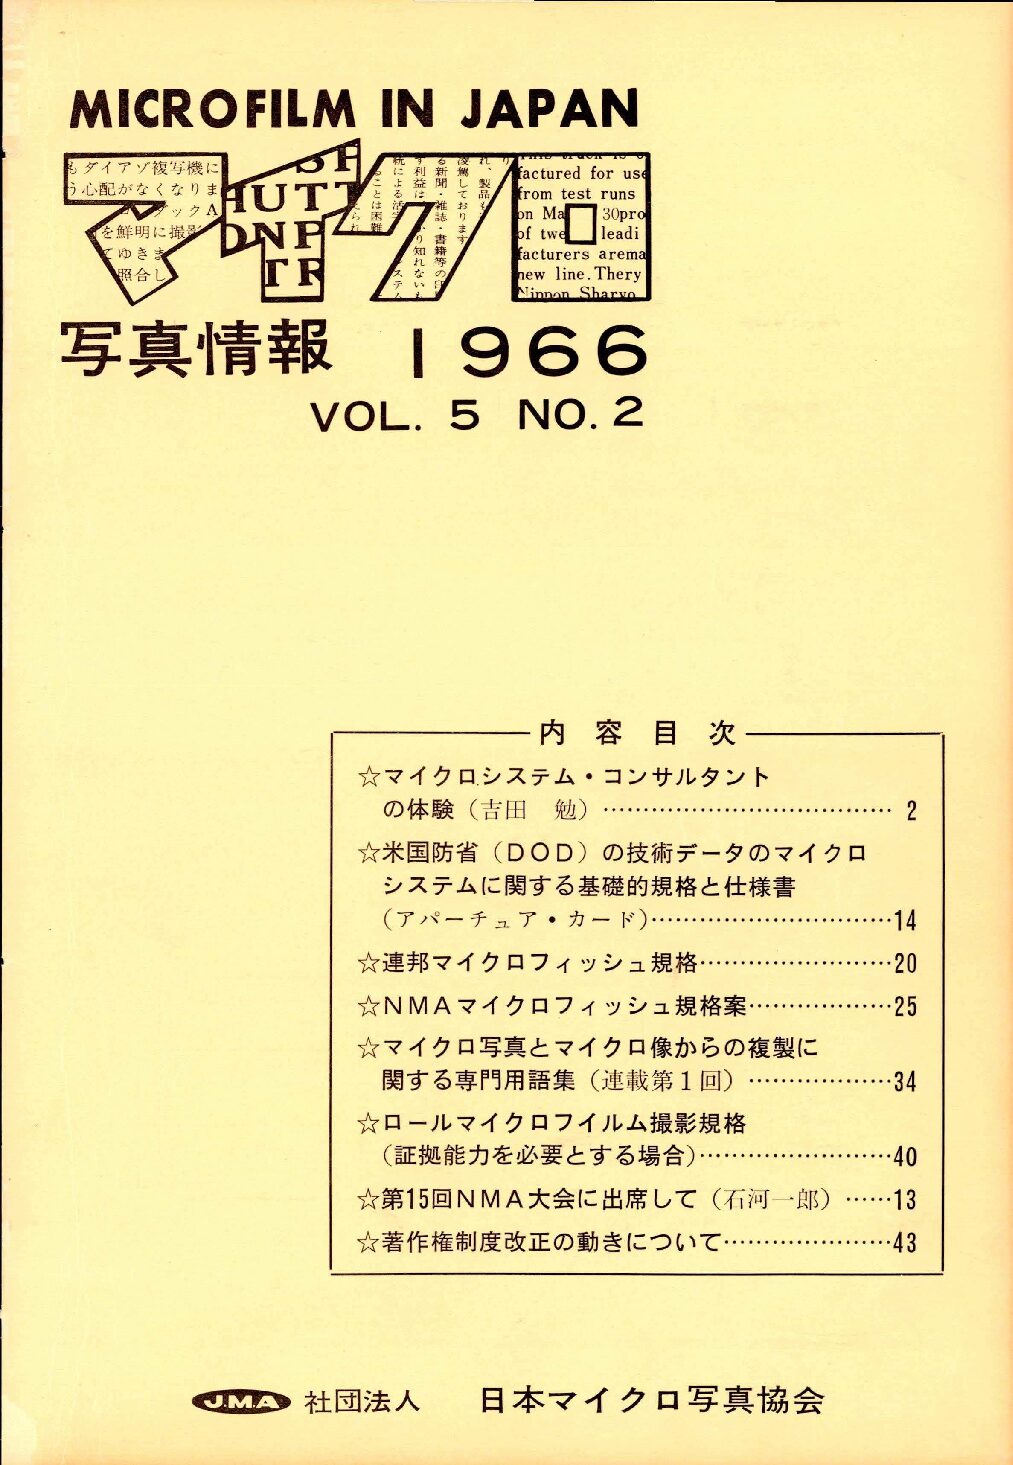 MICROFILM IN JAPAN
マイクロ
写真情報 1966
VOL. 5 NO. 2
内容目次
☆マイクロシステム・コンサルタント
の体験（吉田　勉）………………………………2
☆米国防省（DOD）の技術データのマイクロ
システムに関する基礎的規格と仕様書
（アパーチュア・カード）…………………………14
☆連邦マイクロフィッシュ規格……………………20
☆NMAマイクロフィッシュ規格案………………25
☆マイクロ写真とマイクロ像からの複製に
関する専門用語集（連載第1回）………………34
☆ロールマイクロフイルム撮影規格
（証拠能力を必要とする場合）……………………40
☆第15回NMA大会に出席して（石河一郎）……13
☆著作権制度改正の動きについて…………………43
JMA 社団法人　日本マイクロ写真協会